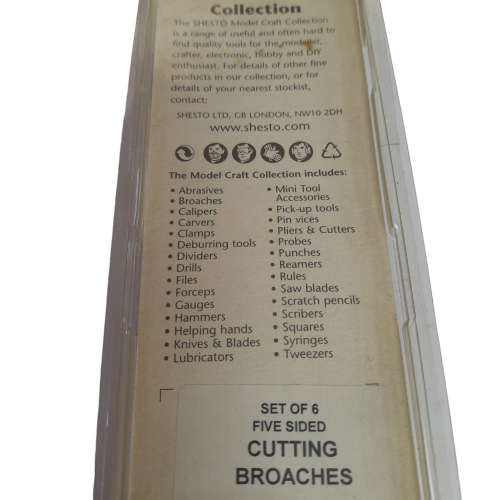 Collection
The SHESTO Model Craft Collection
is a range of useful and often hard to
find quality tools for the modeller,
crafter, electronic, hobby and DIY
enthusiast. For details of other fine
products in our collection, or for
details of your nearest stockist,
contact:
SHESTO LTD, GB LONDON, NW10 2DH
www.shesto.com
The Model Craft Collection includes:
• Abrasives
• Broaches
• Calipers
• Carvers
• Clamps
• Deburring tools
• Dividers
• Drills
• Files
• Forceps
• Gauges
• Hammers
• Helping hands
• Knives & Blades
• Lubricators
• Mini Tool
Accessories
• Pick-up tools
• Pin vices
• Pliers & Cutters
• Probes
• Punches
• Reamers
• Rules
• Saw blades
• Scratch pencils
• Scribers
• Squares
• Syringes
• Tweezers
SET OF 6
FIVE SIDED
CUTTING
BROACHES